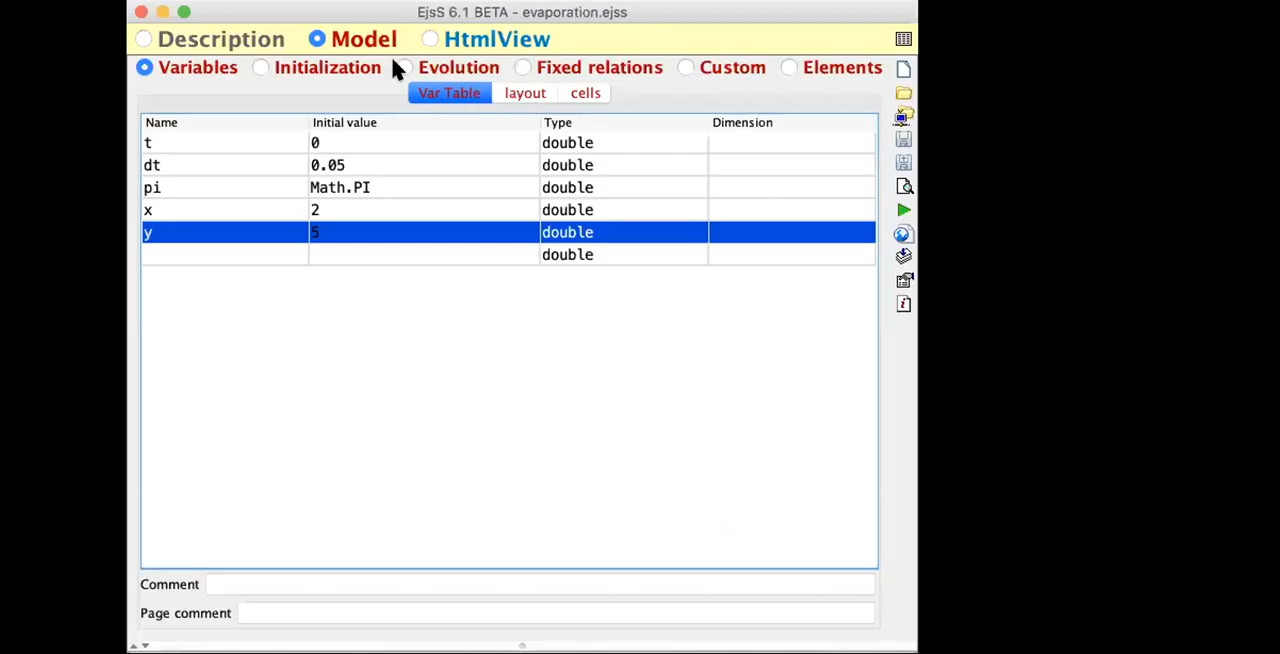 EjsS 6.1 BETA - evaporation.ejss
Description Model HtmlView
Variables Initialization Evolution Fixed relations Custom Elements
Var Table layout cells
Name Initial value Type Dimension
t 0 double
dt 0.05 double
pi Math.PI double
x 2 double
y 5 double
double
Comment
Page comment